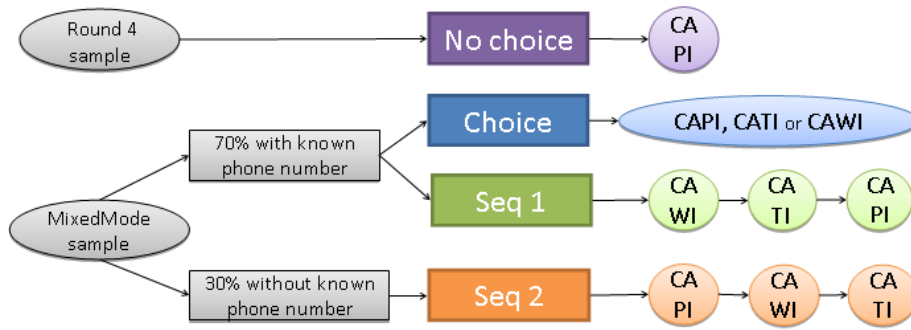 Round 4
sample
No choice
CA
PI
Choice
CAPI, CATI or CAWI
70% with known
phone number
Seq 1
CA
WI
CA
TI
CA
PI
MixedMode
sample
30% without known
phone number
Seq 2
CA
PI
CA
WI
CA
TI